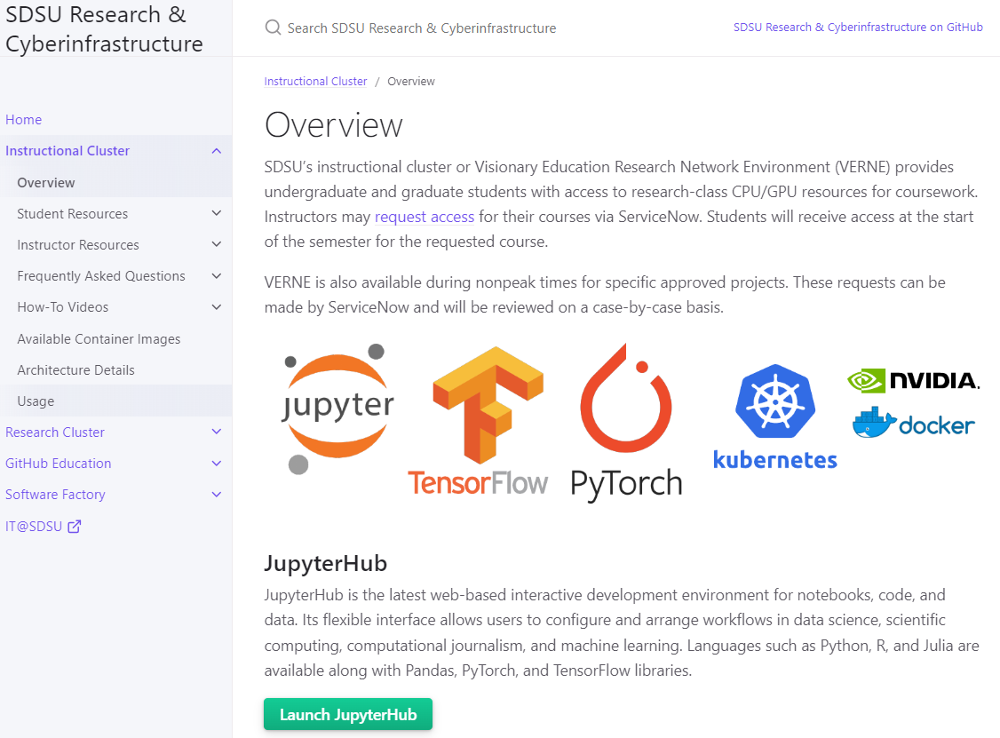 SDSU Research &
Cyberinfrastructure
Search SDSU Research & Cyberinfrastructure
SDSU Research & Cyberinfrastructure on GitHub
Home
Instructional Cluster
Overview
Student Resources
Instructor Resources
Frequently Asked Questions
How-To Videos
Available Container Images
Architecture Details
Usage
Research Cluster
GitHub Education
Software Factory
IT@SDSU
Instructional Cluster / Overview
Overview
SDSU’s instructional cluster or Visionary Education Research Network Environment (VERNE) provides
undergraduate and graduate students with access to research-class CPU/GPU resources for coursework.
Instructors may request access for their courses via ServiceNow. Students will receive access at the start
of the semester for the requested course.
VERNE is also available during nonpeak times for specific approved projects. These requests can be
made by ServiceNow and will be reviewed on a case-by-case basis.
jupyter
TensorFlow
PyTorch
kubernetes
NVIDIA.
docker
JupyterHub
JupyterHub is the latest web-based interactive development environment for notebooks, code, and
data. Its flexible interface allows users to configure and arrange workflows in data science, scientific
computing, computational journalism, and machine learning. Languages such as Python, R, and Julia are
available along with Pandas, PyTorch, and TensorFlow libraries.
Launch JupyterHub